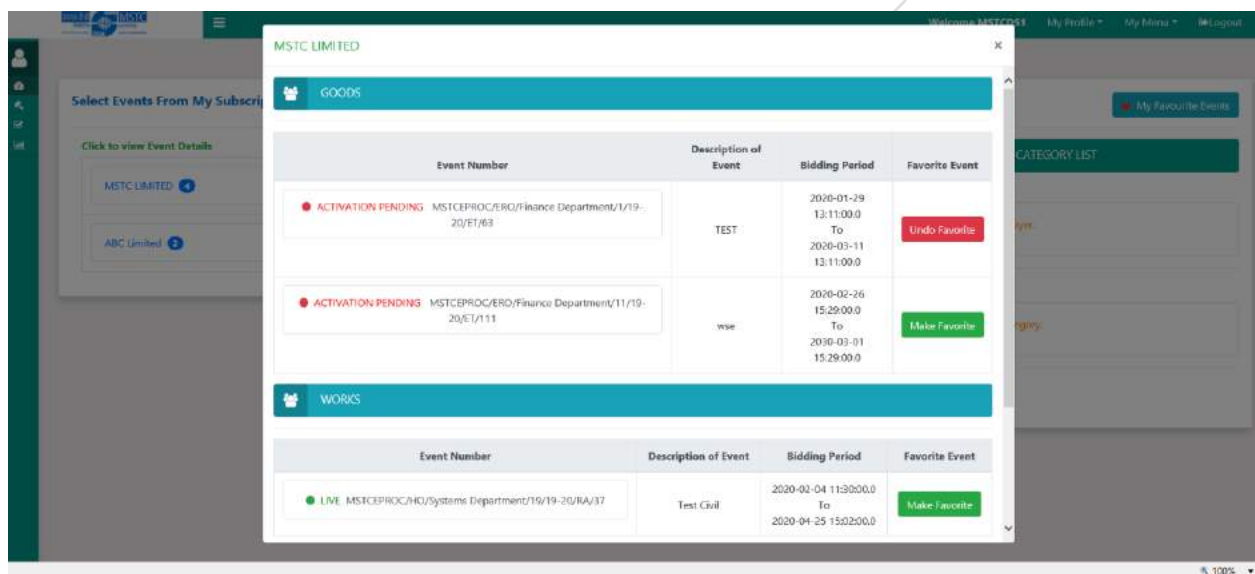 MSTC
Welcome MSTCDS1 My Profile My Menu Logout
MSTC LIMITED ×
Select Events From My Subscri
My Favourite Events
GOODS
Click to view Event Details
CATEGORY LIST
Event Number Description of Event Bidding Period Favorite Event
MSTC LIMITED 4
ABC Limited 2
ACTIVATION PENDING MSTCEPROC/ERO/Finance Department/1/19-
20/ET/63
TEST
2020-01-29
13:11:00.0
To
2020-03-11
13:11:00.0
Undo Favorite
ACTIVATION PENDING MSTCEPROC/ERO/Finance Department/11/19-
20/ET/111
wse
2020-02-26
15:29:00.0
To
2030-03-01
15:29:00.0
Make Favorite
WORKS
Event Number Description of Event Bidding Period Favorite Event
LIVE MSTCEPROC/HO/Systems Department/19/19-20/RA/37
Test Civil
2020-02-04 11:30:00.0
To
2020-04-25 15:02:00.0
Make Favorite
100%